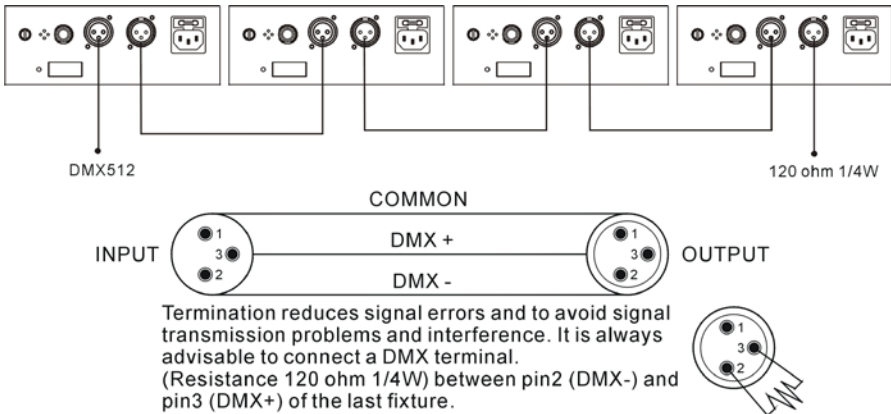 DMX512
120 ohm 1/4W
COMMON
INPUT
1
DMX +
3
DMX -
2
1
3
2
OUTPUT
Termination reduces signal errors and to avoid signal
transmission problems and interference. It is always
advisable to connect a DMX terminal.
(Resistance 120 ohm 1/4W) between pin2 (DMX-) and
pin3 (DMX+) of the last fixture.
1
3
2